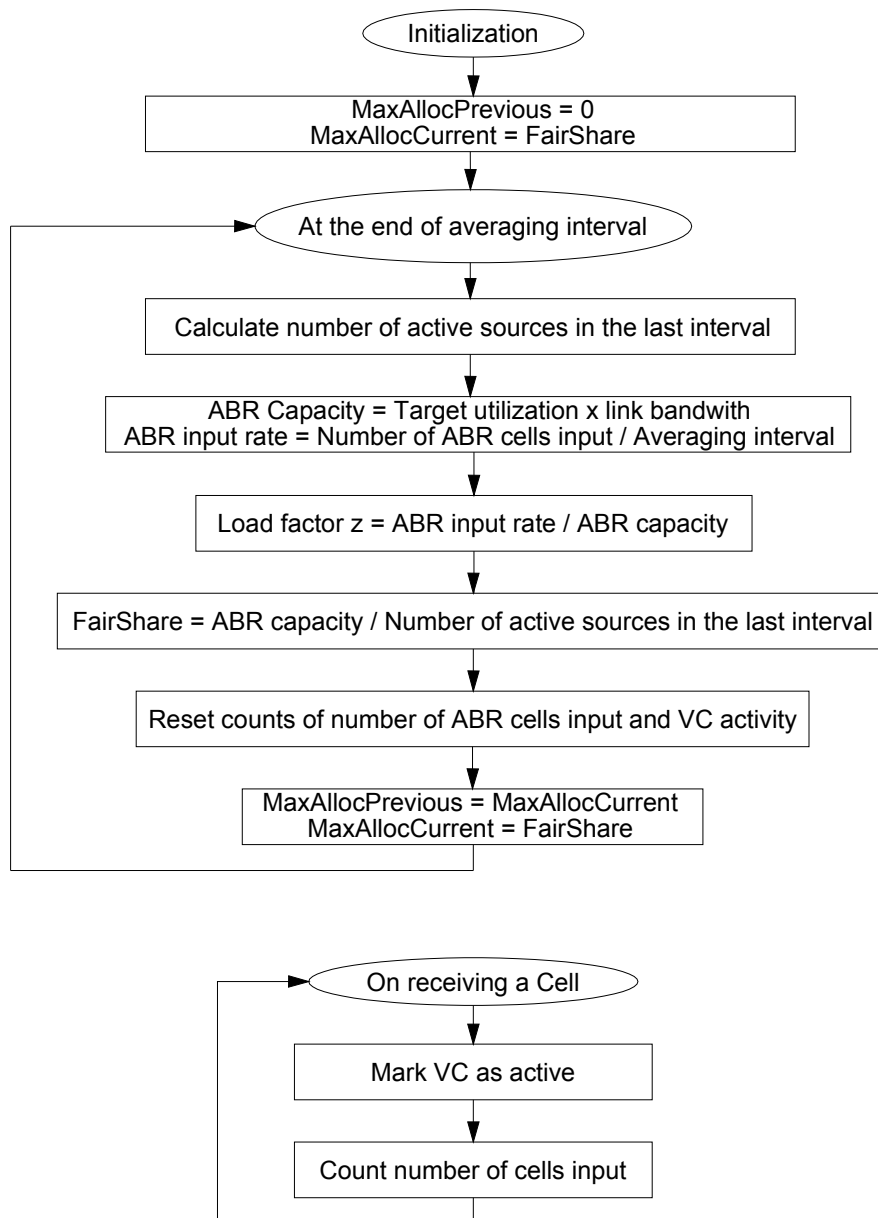 Initialization
MaxAllocPrevious = 0
MaxAllocCurrent = FairShare
At the end of averaging interval
Calculate number of active sources in the last interval
ABR Capacity = Target utilization x link bandwith
ABR input rate = Number of ABR cells input / Averaging interval
Load factor z = ABR input rate / ABR capacity
FairShare = ABR capacity / Number of active sources in the last interval
Reset counts of number of ABR cells input and VC activity
MaxAllocPrevious = MaxAllocCurrent
MaxAllocCurrent = FairShare
On receiving a Cell
Mark VC as active
Count number of cells input